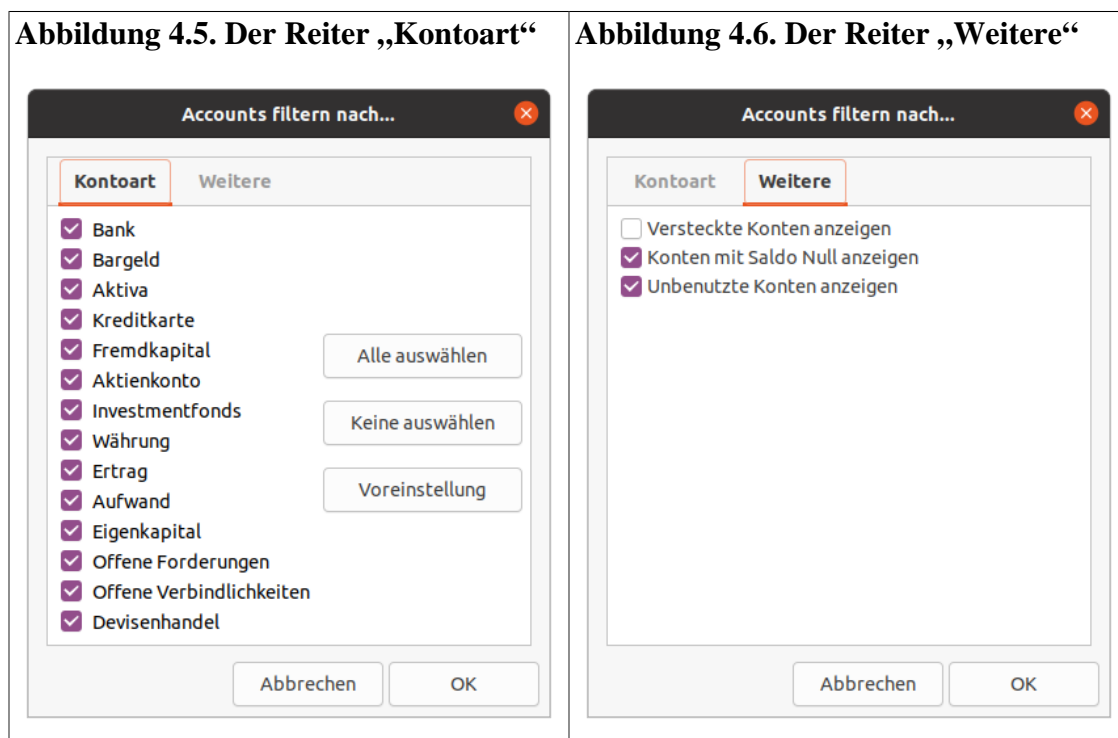 Abbildung 4.5. Der Reiter „Kontoart“
Accounts filtern nach...
Kontoart Weitere
Bank
Bargeld
Aktiva
Kreditkarte
Fremdkapital
Aktienkonto
Investmentfonds
Währung
Ertrag
Aufwand
Eigenkapital
Offene Forderungen
Offene Verbindlichkeiten
Devisenhandel
Alle auswählen
Keine auswählen
Voreinstellung
Abbrechen OK
Abbildung 4.6. Der Reiter „Weitere“
Accounts filtern nach...
Kontoart Weitere
Versteckte Konten anzeigen
Konten mit Saldo Null anzeigen
Unbenutzte Konten anzeigen
Abbrechen OK